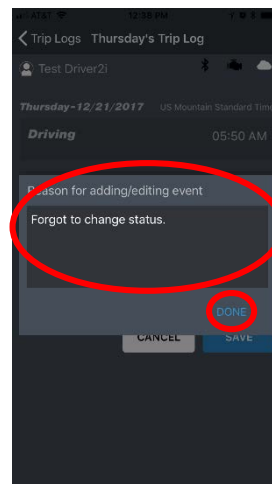 AT&T 12:38 PM
Trip Logs Thursday's Trip Log
Test Driver2i
Thursday-12/21/2017 US Mountain Standard Time
Driving 05:50 AM
Reason for adding/editing event
Forgot to change status.
DONE
CANCEL SAVE